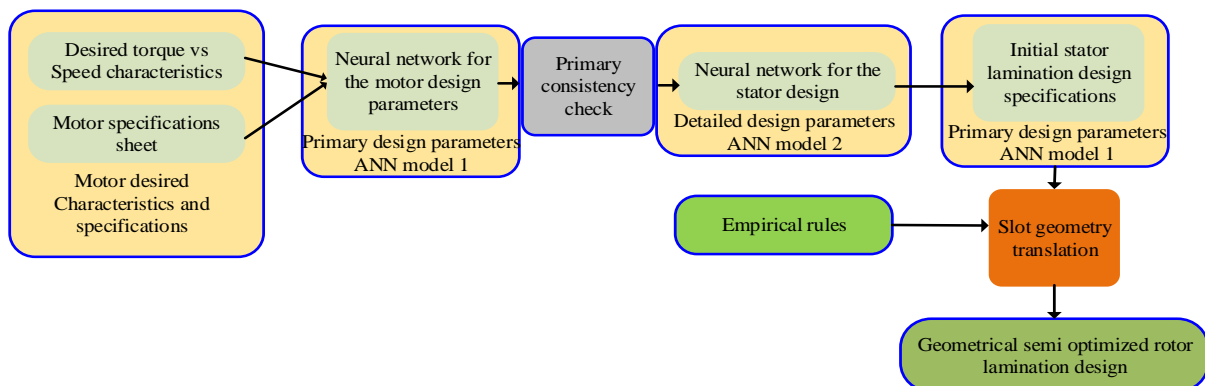 Desired torque vs
Speed characteristics
Motor specifications
sheet
Motor desired
Characteristics and
specifications
Neural network for
the motor design
parameters
Primary design parameters
ANN model 1
Primary
consistency
check
Neural network for the
stator design
Detailed design parameters
ANN model 2
Initial stator
lamination design
specifications
Primary design parameters
ANN model 1
Empirical rules
Slot geometry
translation
Geometrical semi optimized rotor
lamination design